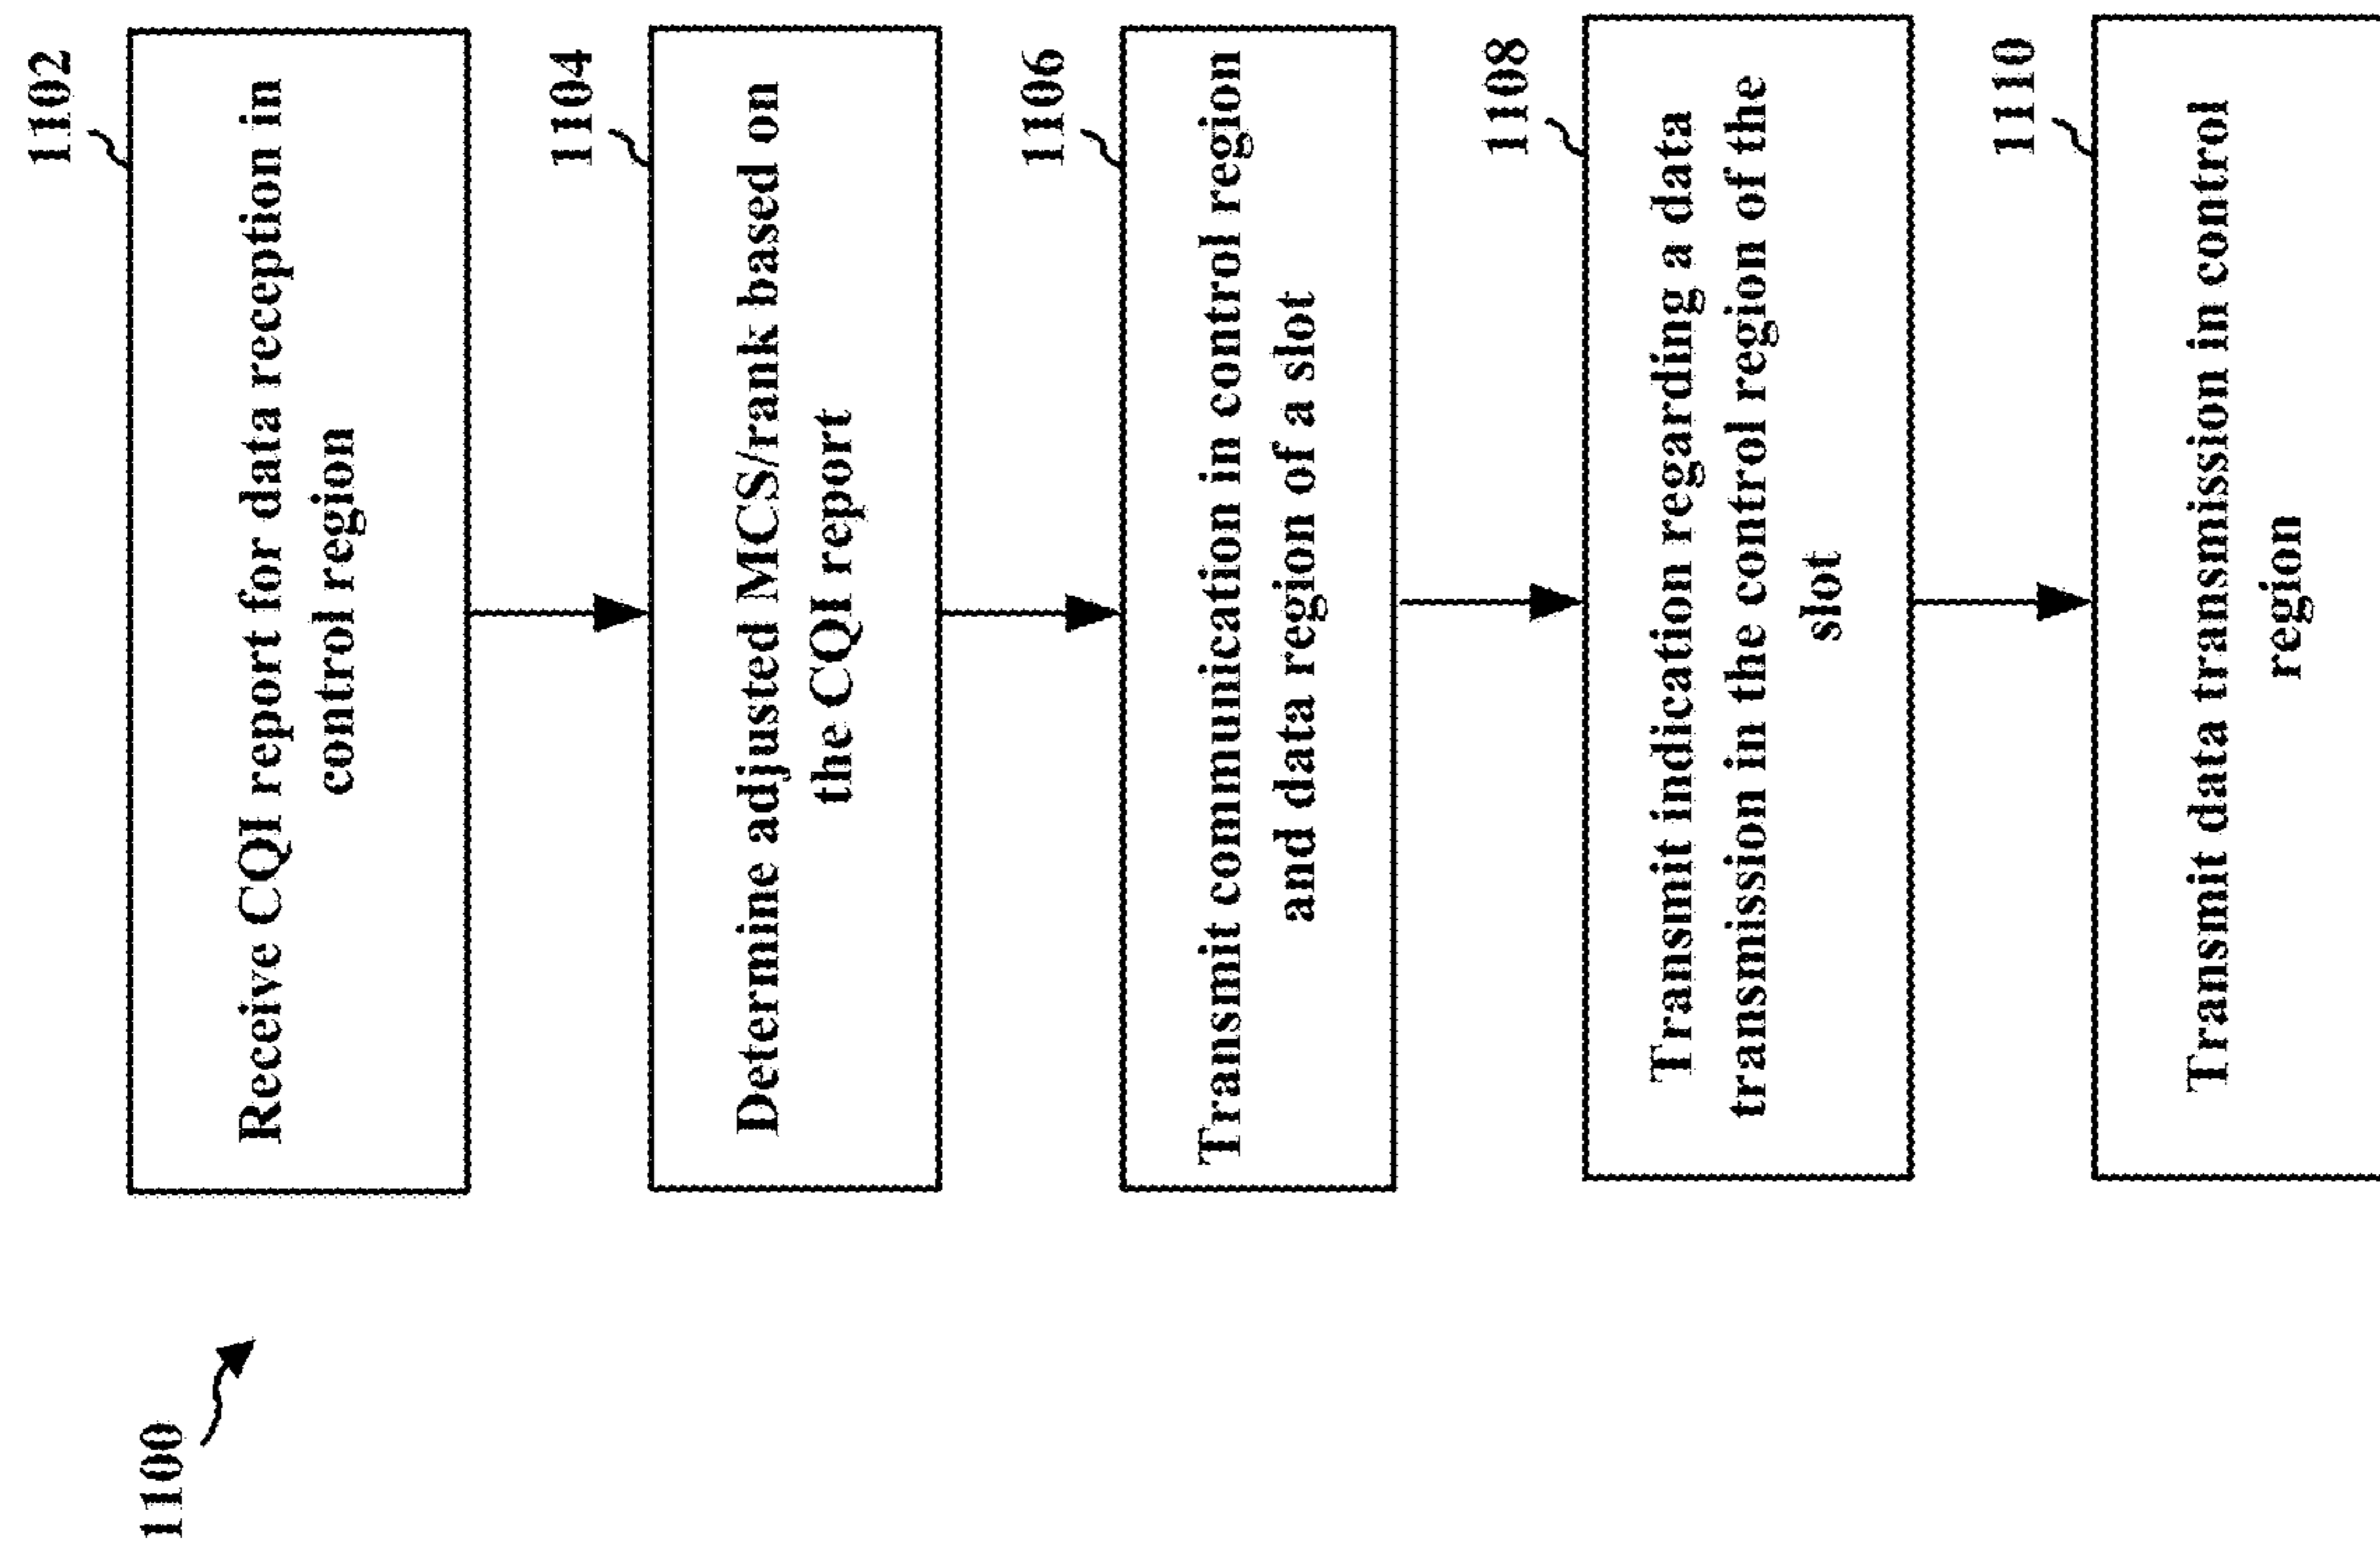 1100
1102
Receive CQI report for data reception in
control region
1104
Determine adjusted MCS/rank based on
the CQI report
1106
Transmit communication in control region
and data region of a slot
1108
Transmit indication regarding a data
transmission in the control region of the
slot
1110
Transmit data transmission in control
region